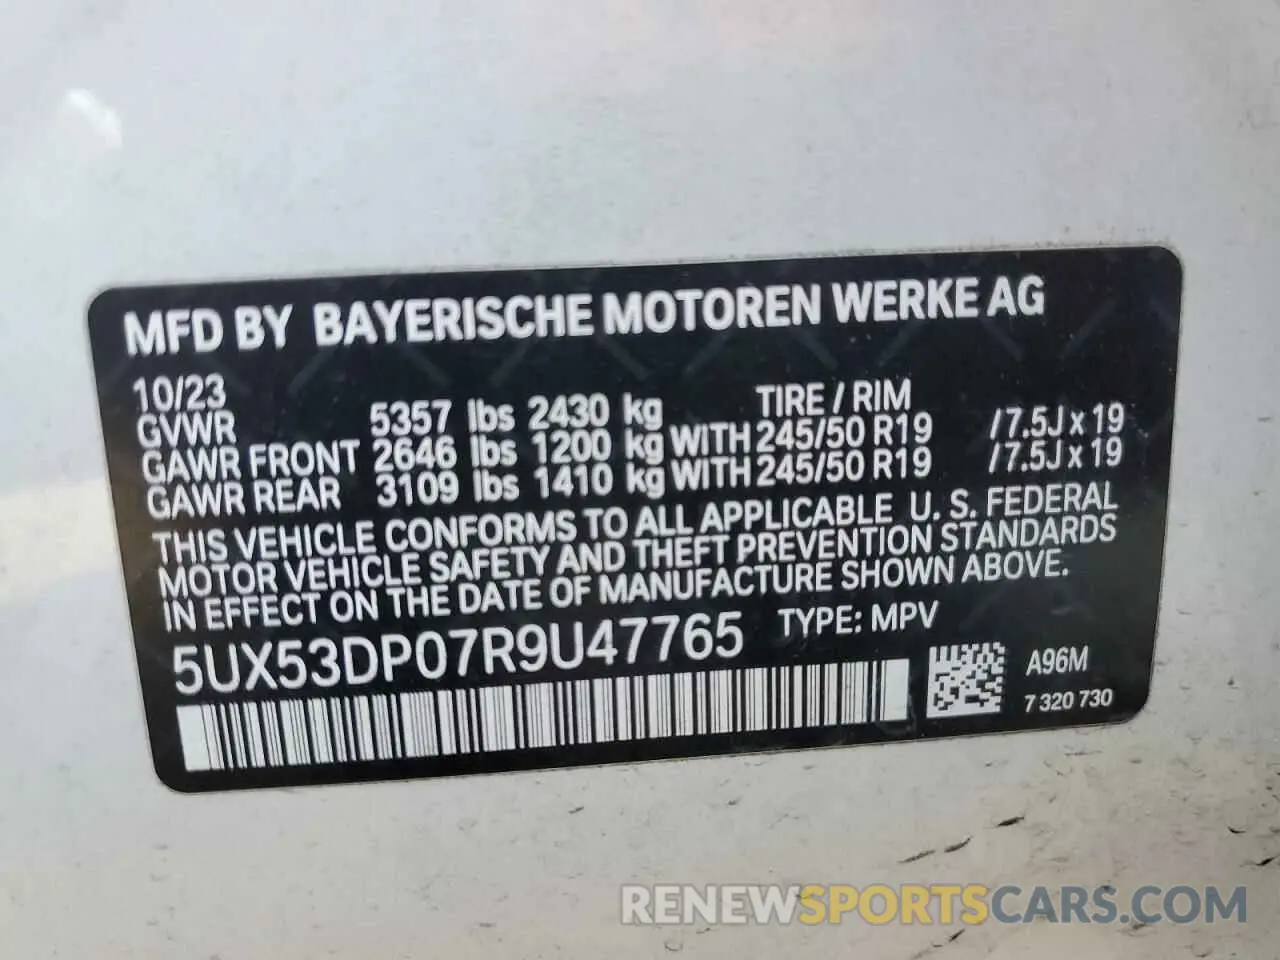 MFD BY BAYERISCHE MOTOREN WERKE AG
10/23 TIRE / RIM
GVWR 5357 lbs 2430 kg
GAWR FRONT 2646 lbs 1200 kg WITH 245/50 R19 / 7.5J x 19
GAWR REAR 3109 lbs 1410 kg WITH 245/50 R19 / 7.5J x 19
THIS VEHICLE CONFORMS TO ALL APPLICABLE U. S. FEDERAL
MOTOR VEHICLE SAFETY AND THEFT PREVENTION STANDARDS
IN EFFECT ON THE DATE OF MANUFACTURE SHOWN ABOVE.
5UX53DP07R9U47765 TYPE: MPV
A96M
7 320 730
RENEWSPORTSCARS.COM